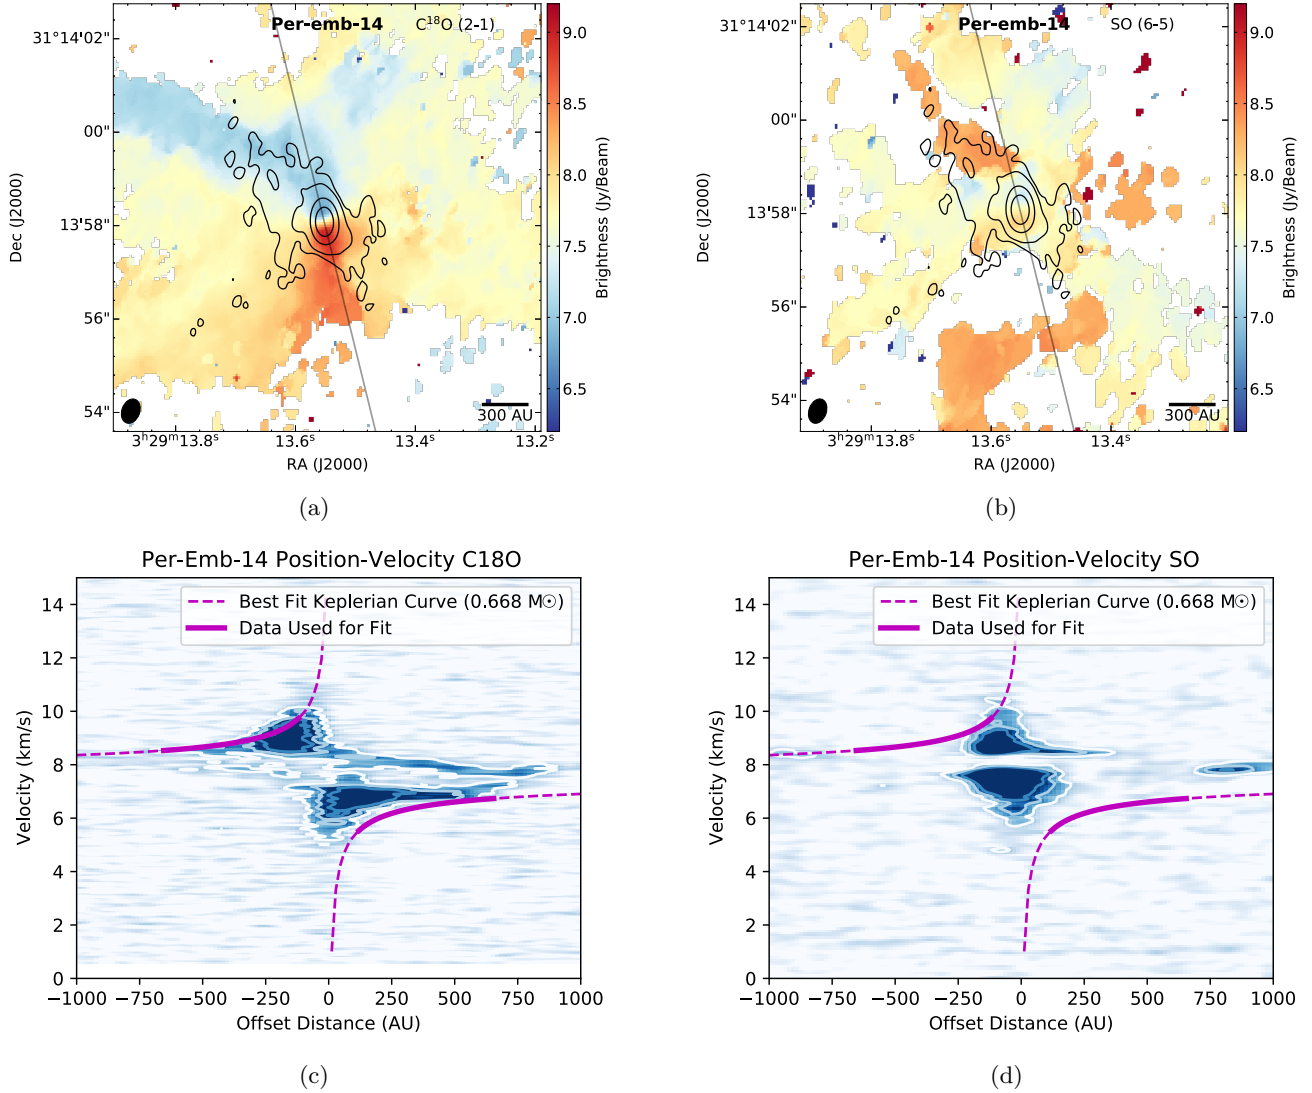 Per-emb-14 C¹⁸O (2-1)
31°14'02"
00"
13'58"
56"
54"
Dec (J2000)
3ʰ29ᵐ13.8ˢ 13.6ˢ 13.4ˢ 13.2ˢ
RA (J2000)
300 AU
9.0
8.5
8.0
7.5
7.0
6.5
Brightness (Jy/Beam)
(a)
Per-emb-14 SO (6-5)
31°14'02"
00"
13'58"
56"
54"
Dec (J2000)
3ʰ29ᵐ13.8ˢ 13.6ˢ 13.4ˢ
RA (J2000)
300 AU
9.0
8.5
8.0
7.5
7.0
6.5
Brightness (Jy/Beam)
(b)
Per-Emb-14 Position-Velocity C18O
Best Fit Keplerian Curve (0.668 M☉)
Data Used for Fit
14
12
10
8
6
4
2
0
Velocity (km/s)
−1000 −750 −500 −250 0 250 500 750 1000
Offset Distance (AU)
(c)
Per-Emb-14 Position-Velocity SO
Best Fit Keplerian Curve (0.668 M☉)
Data Used for Fit
14
12
10
8
6
4
2
0
Velocity (km/s)
−1000 −750 −500 −250 0 250 500 750 1000
Offset Distance (AU)
(d)